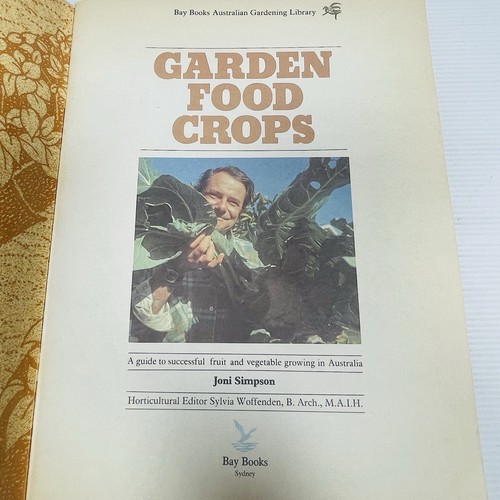 Bay Books Australian Gardening Library
GARDEN
FOOD
CROPS
A guide to successful fruit and vegetable growing in Australia
Joni Simpson
Horticultural Editor Sylvia Woffenden, B. Arch., M.A.I.H.
Bay Books
Sydney